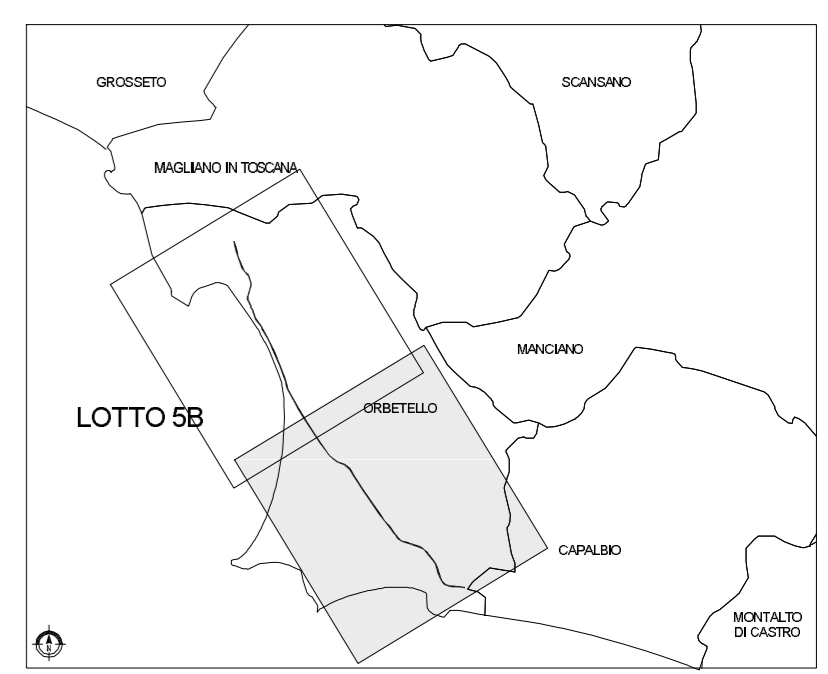 GROSSETO
SCANSANO
MAGLIANO IN TOSCANA
MANCIANO
ORBETELLO
LOTTO 5B
CAPALBIO
MONTALTO
DI CASTRO
N